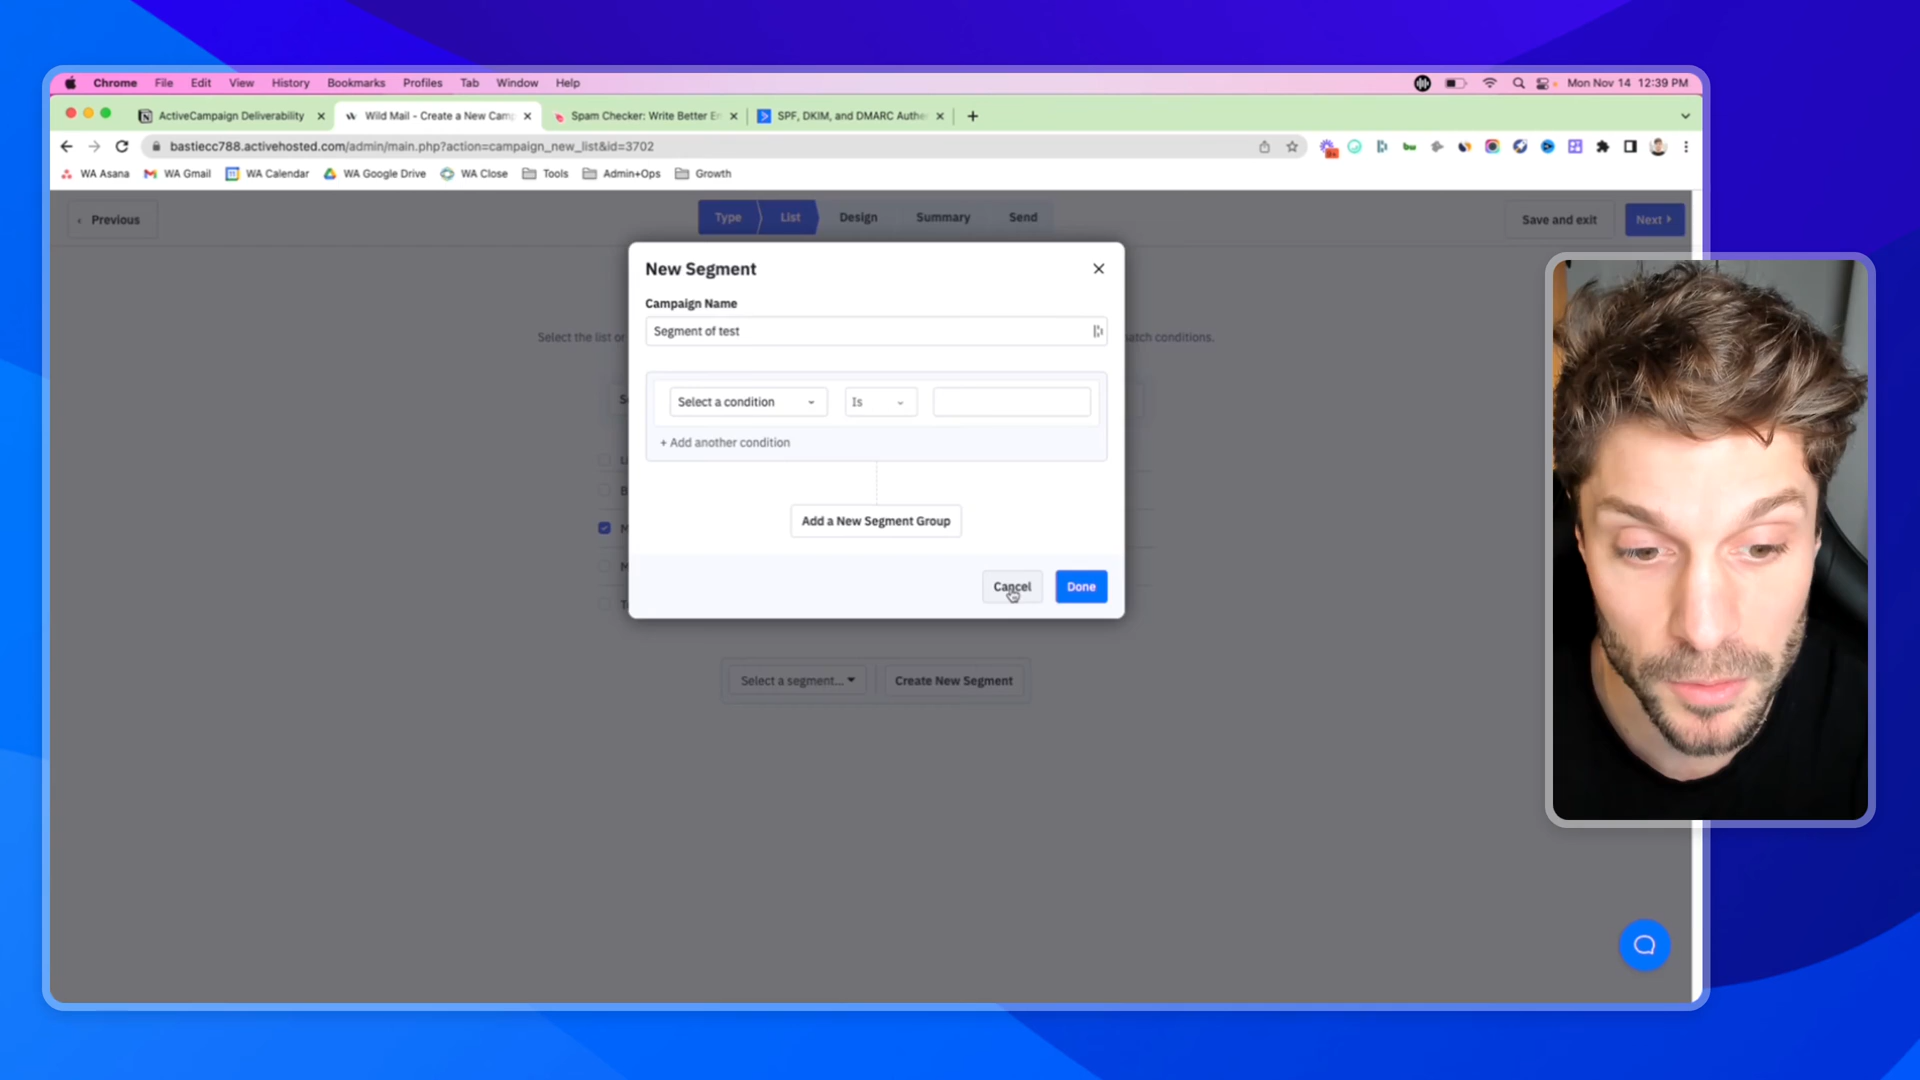 Chrome File Edit View History Bookmarks Profiles Tab Window Help
Mon Nov 14 12:39 PM
ActiveCampaign Deliverability
Wild Mail - Create a New Camp
Spam Checker: Write Better E
SPF, DKIM, and DMARC Authe
bastiecc788.activehosted.com/admin/main.php?action=campaign_new_list&id=3702
WA Asana WA Gmail WA Calendar WA Google Drive WA Close Tools Admin+Ops Growth
Previous
Type List Design Summary Send
Save and exit
Next
New Segment
Campaign Name
Select the list or
atch conditions.
Segment of test
Select a condition
Is
+ Add another condition
Add a New Segment Group
Cancel
Done
Select a segment...
Create New Segment